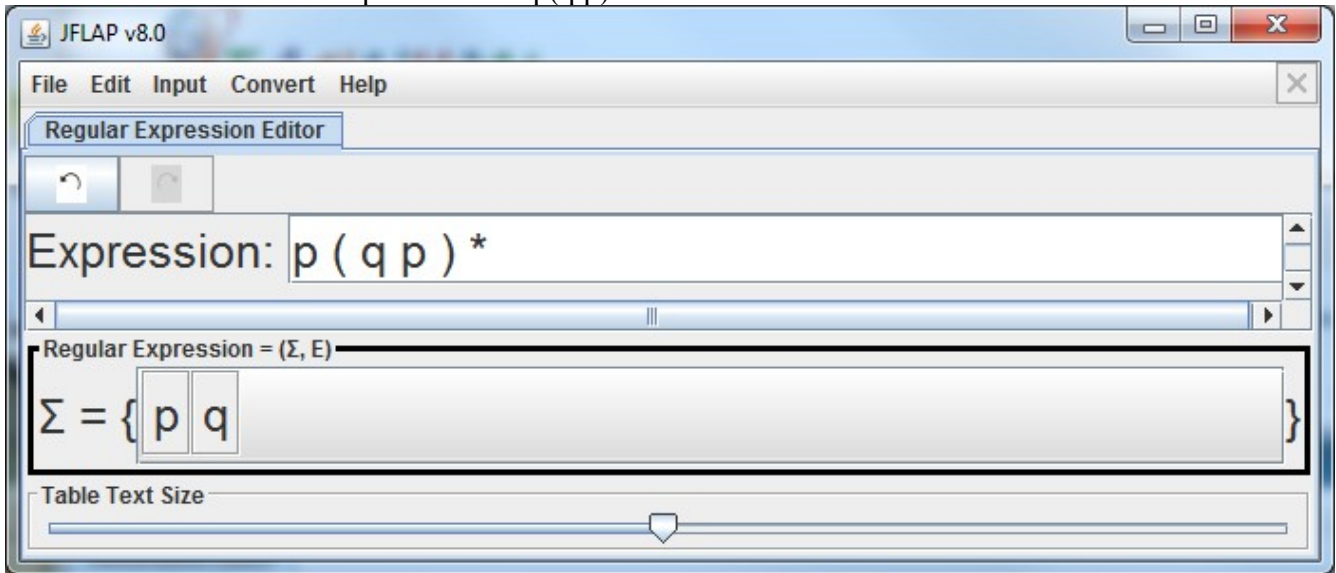 JFLAP v8.0
File Edit Input Convert Help
Regular Expression Editor
Expression: p ( q p ) *
Regular Expression = (Σ, E)
Σ = { p q }
Table Text Size